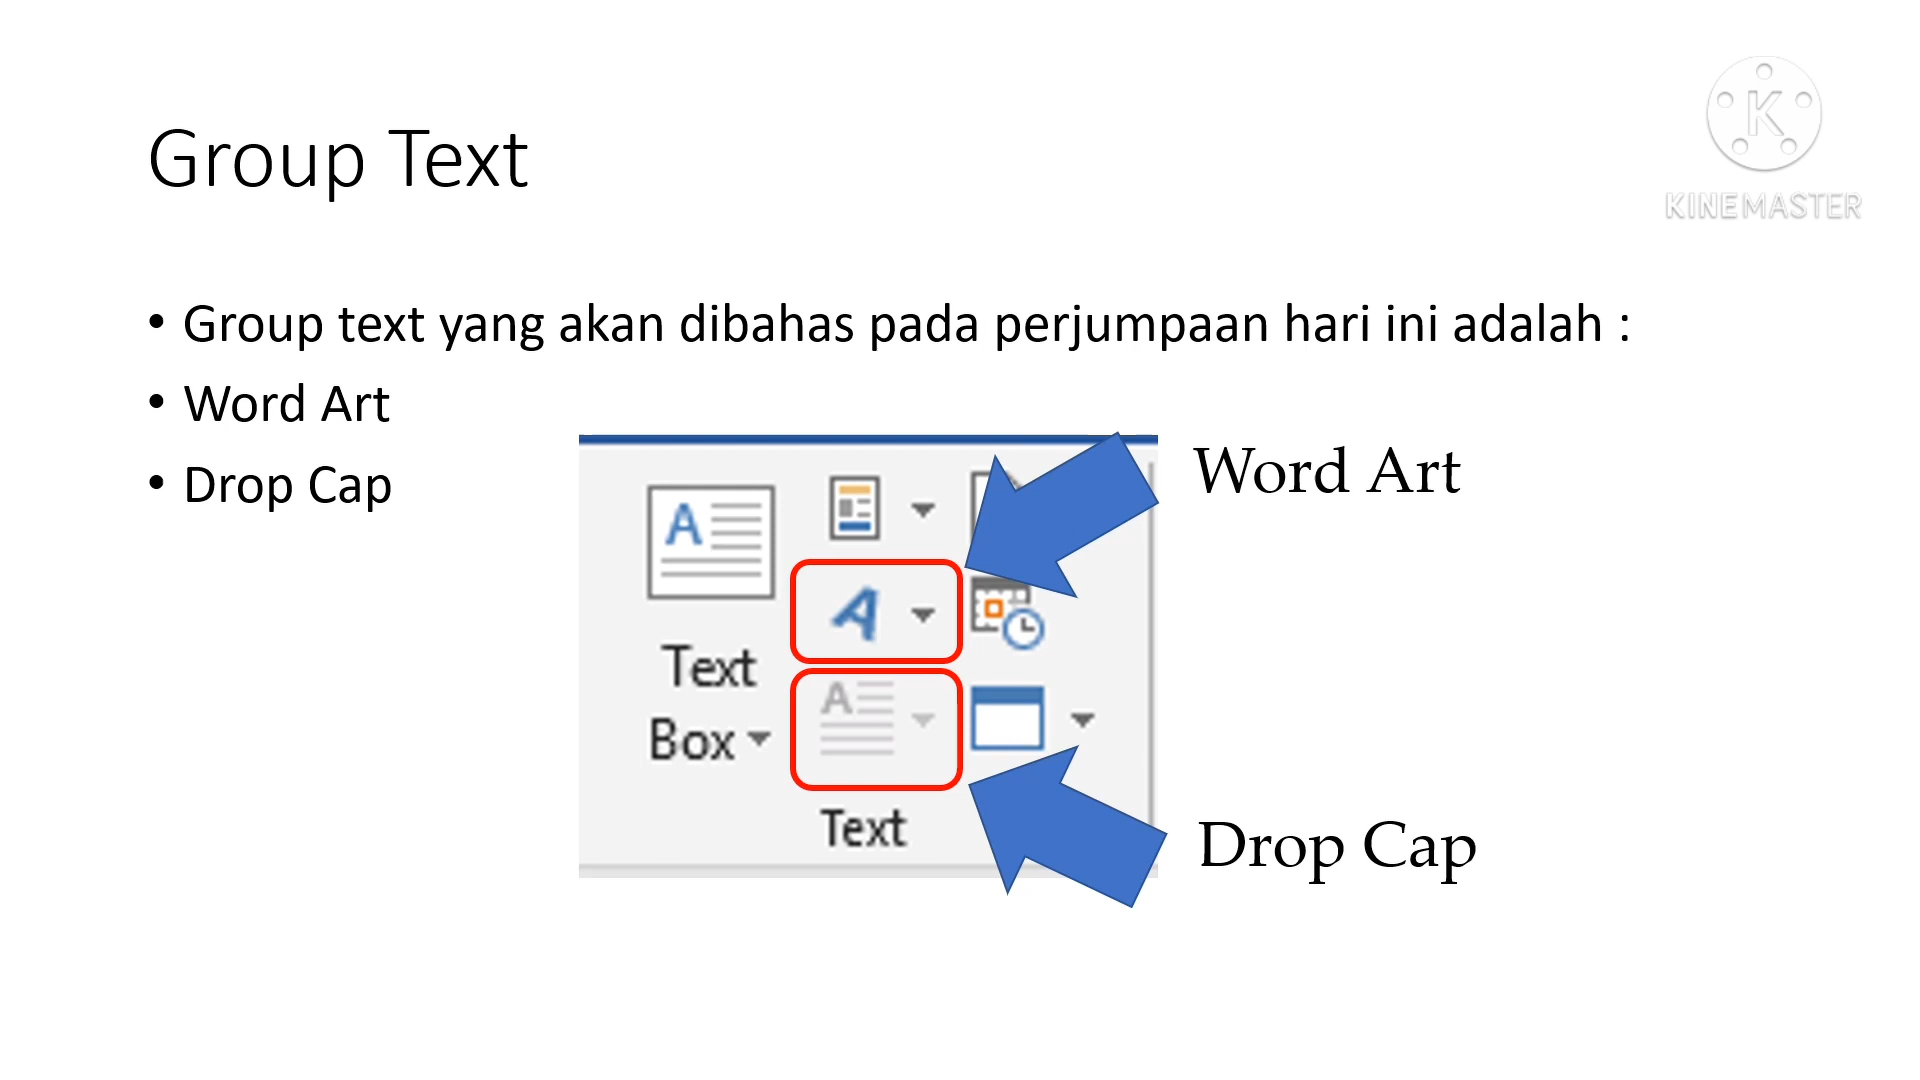 Group Text
K
KINEMASTER
• Group text yang akan dibahas pada perjumpaan hari ini adalah :
• Word Art
• Drop Cap
Word Art
A
A
Text
Box
A
Text
Drop Cap